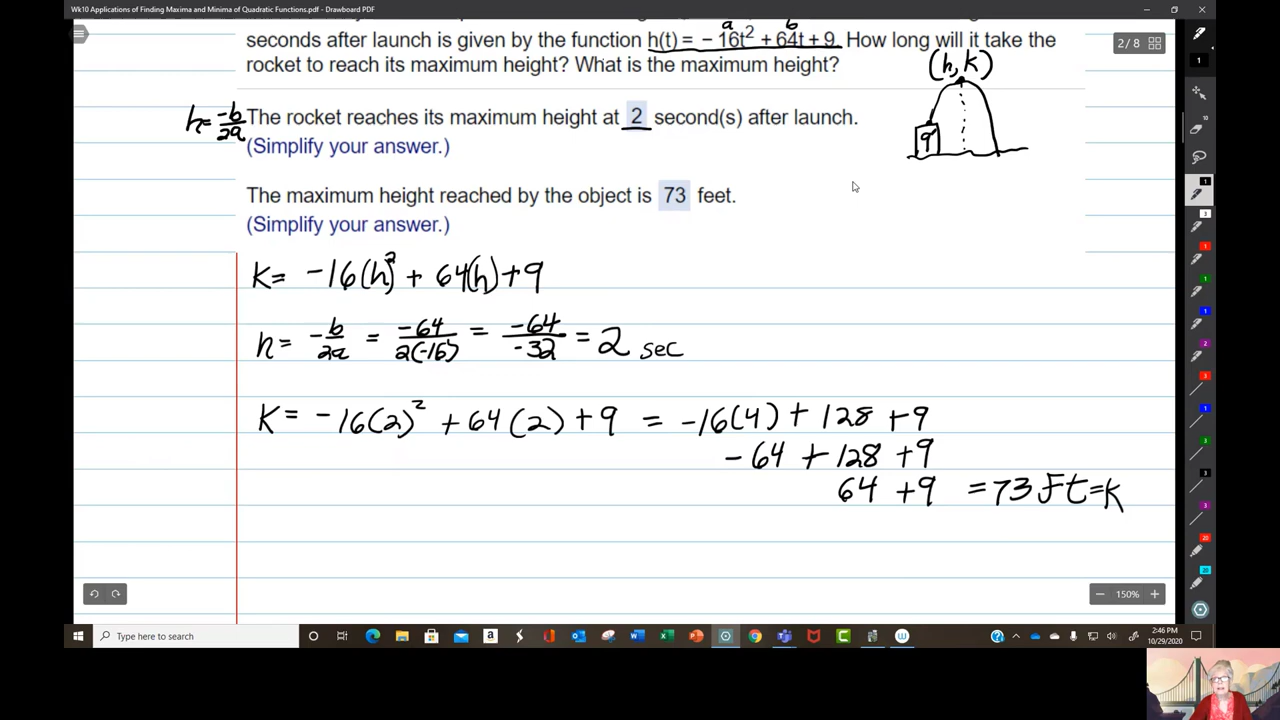 Wk10 Applications of Finding Maxima and Minima of Quadratic Functions.pdf - Drawboard PDF
a b
seconds after launch is given by the function h(t) = − 16t² + 64t + 9. How long will it take the
rocket to reach its maximum height? What is the maximum height?
2/8
(h, k)
9'
h = -b/2a
The rocket reaches its maximum height at 2 second(s) after launch.
(Simplify your answer.)
The maximum height reached by the object is 73 feet.
(Simplify your answer.)
K = -16(h)² + 64(h) + 9
h = -b/2a = -64/2(-16) = -64/-32 = 2 sec
K = -16(2)² + 64(2) + 9 = -16(4) + 128 + 9
-64 + 128 + 9
64 + 9 = 73 Ft = K
150%
Type here to search
2:46 PM
10/29/2020